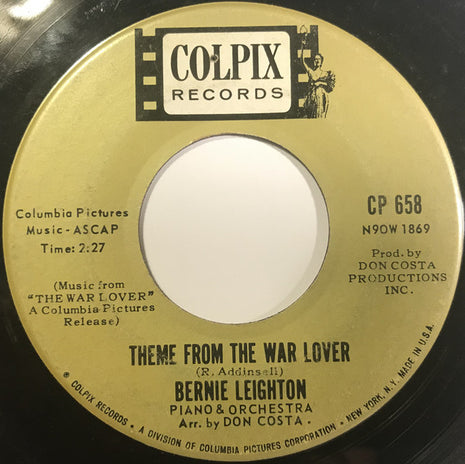 COLPIX
RECORDS
Columbia Pictures
Music - ASCAP
Time: 2:27
(Music from
"THE WAR LOVER"
A Columbia Pictures
Release)
CP 658
N9OW 1869
Prod. by
DON COSTA
PRODUCTIONS
INC.
THEME FROM THE WAR LOVER
(R. Addinsell)
BERNIE LEIGHTON
PIANO & ORCHESTRA
Arr. by DON COSTA.
℗ COLPIX RECORDS • A DIVISION OF COLUMBIA PICTURES CORPORATION • NEW YORK, N.Y. MADE IN U.S.A.